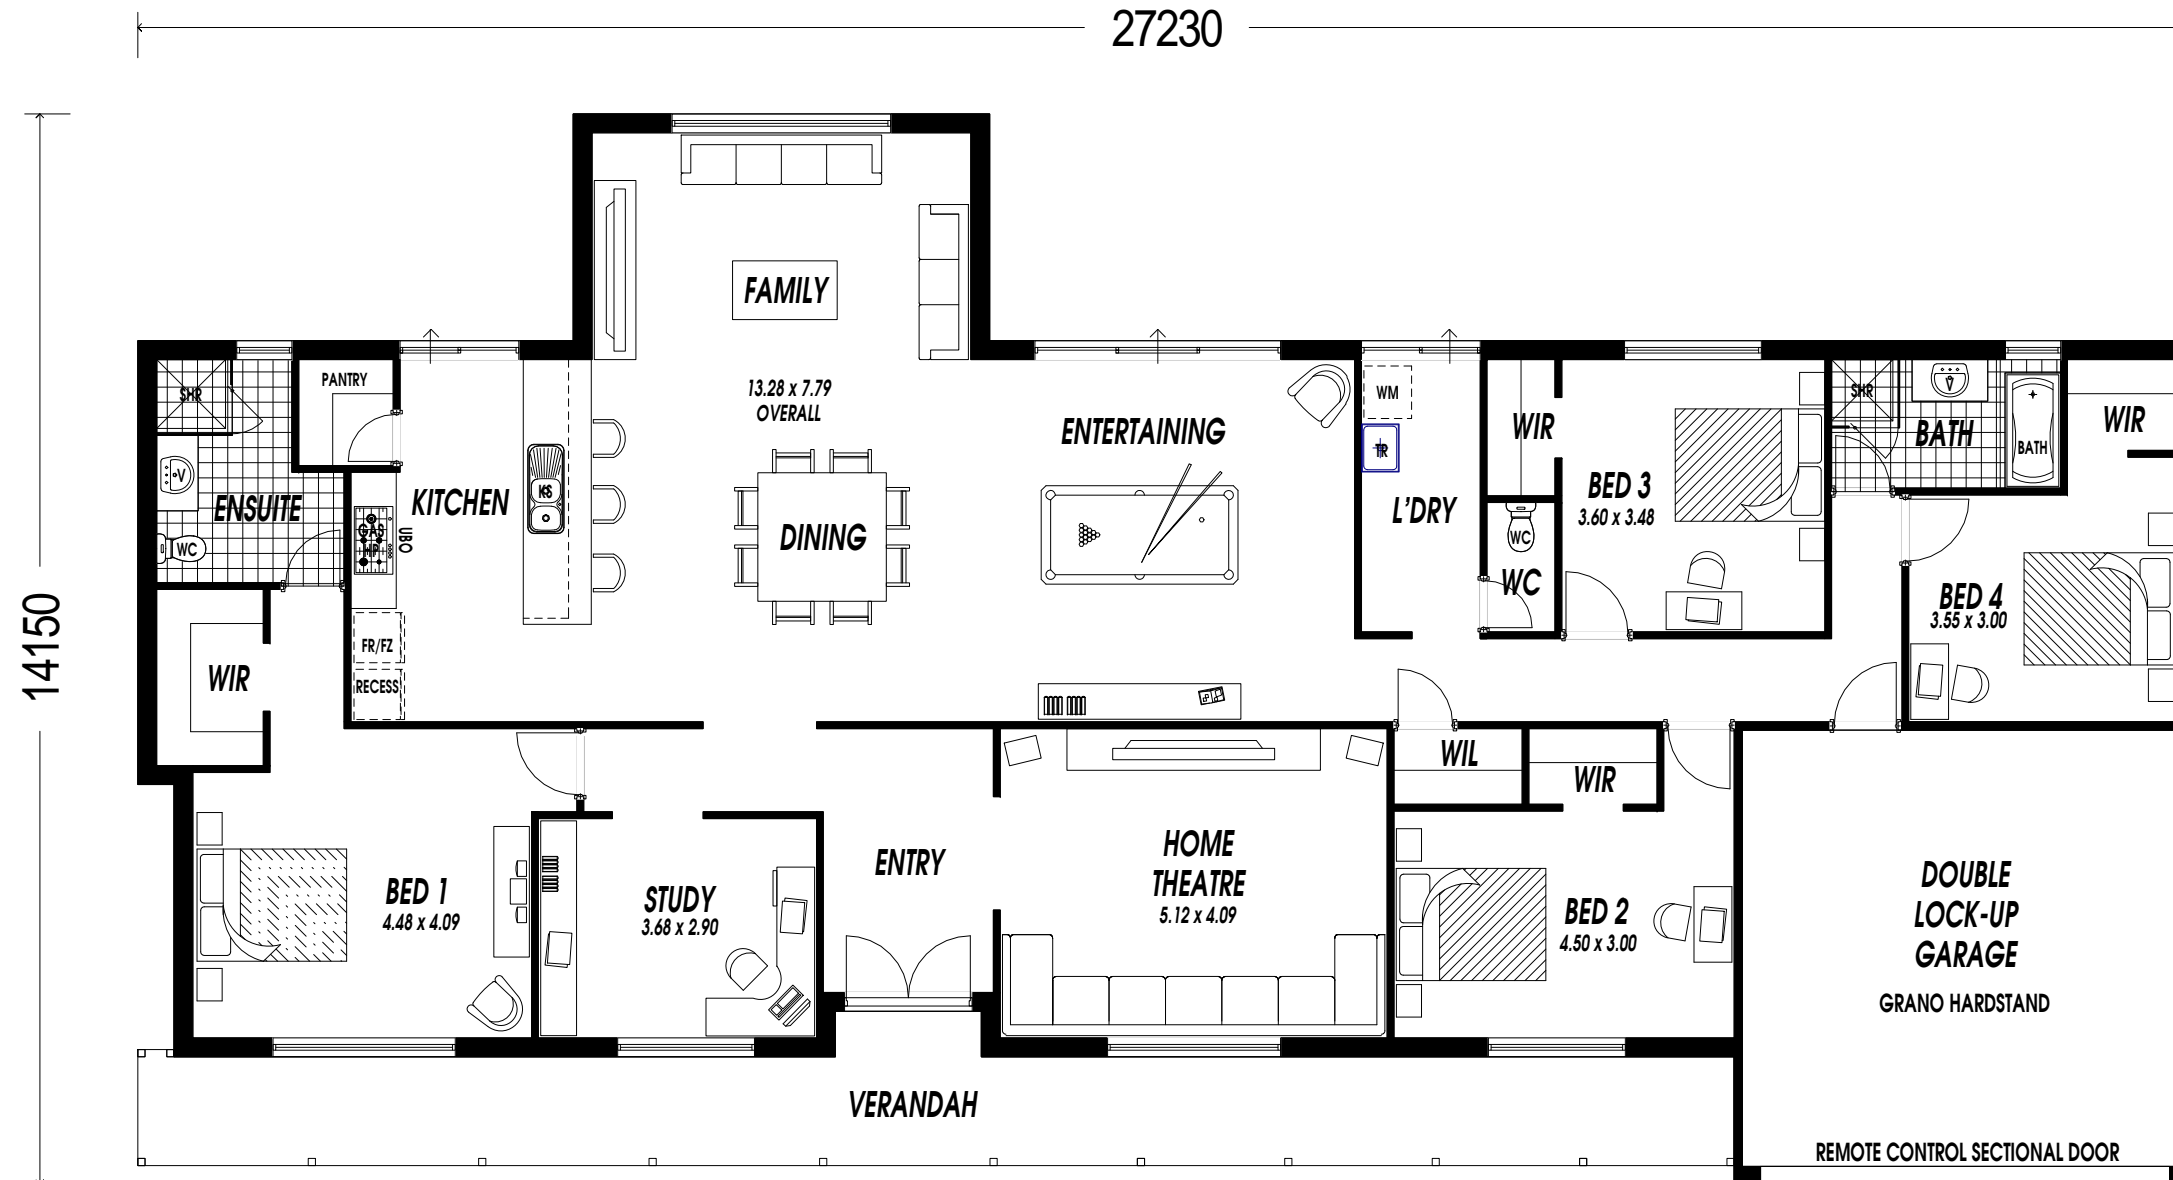 27230
14150
FAMILY
13.28 x 7.79
OVERALL
SHR
PANTRY
V
ENSUITE
WC
KITCHEN
KS
GAS
HP
UBO
FR/FZ
RECESS
DINING
ENTERTAINING
WM
TR
L'DRY
WIR
WC
WC
BED 3
3.60 x 3.48
SHR
V
BATH
BATH
WIR
BED 4
3.55 x 3.00
WIR
BED 1
4.48 x 4.09
STUDY
3.68 x 2.90
ENTRY
HOME
THEATRE
5.12 x 4.09
WIL
WIR
BED 2
4.50 x 3.00
DOUBLE
LOCK-UP
GARAGE
GRANO HARDSTAND
VERANDAH
REMOTE CONTROL SECTIONAL DOOR